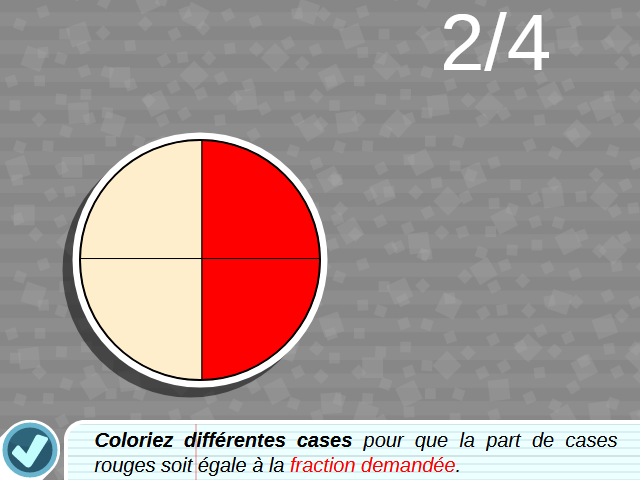 2/4
Coloriez différentes cases pour que la part de cases
rouges soit égale à la fraction demandée.